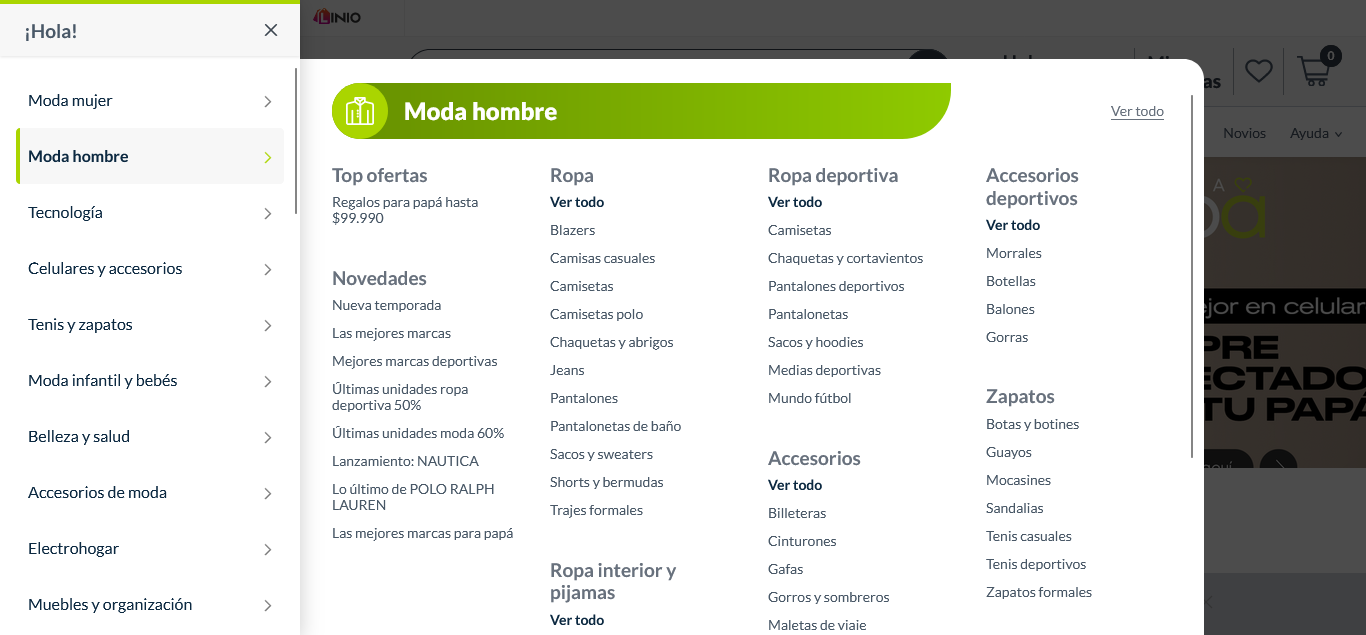 ¡Hola!
Moda mujer
Moda hombre
Tecnología
Celulares y accesorios
Tenis y zapatos
Moda infantil y bebés
Belleza y salud
Accesorios de moda
Electrohogar
Muebles y organización
LINIO
0
Novios
Ayuda
Moda hombre
Ver todo
Top ofertas
Regalos para papá hasta
$99.990
Novedades
Nueva temporada
Las mejores marcas
Mejores marcas deportivas
Últimas unidades ropa
deportiva 50%
Últimas unidades moda 60%
Lanzamiento: NAUTICA
Lo último de POLO RALPH
LAUREN
Las mejores marcas para papá
Ropa
Ver todo
Blazers
Camisas casuales
Camisetas
Camisetas polo
Chaquetas y abrigos
Jeans
Pantalones
Pantalonetas de baño
Sacos y sweaters
Shorts y bermudas
Trajes formales
Ropa interior y
pijamas
Ver todo
Ropa deportiva
Ver todo
Camisetas
Chaquetas y cortavientos
Pantalones deportivos
Pantalonetas
Sacos y hoodies
Medias deportivas
Mundo fútbol
Accesorios
Ver todo
Billeteras
Cinturones
Gafas
Gorros y sombreros
Maletas de viaje
Accesorios
deportivos
Ver todo
Morrales
Botellas
Balones
Gorras
Zapatos
Botas y botines
Guayos
Mocasines
Sandalias
Tenis casuales
Tenis deportivos
Zapatos formales
A
en celular
TU PAPÁ